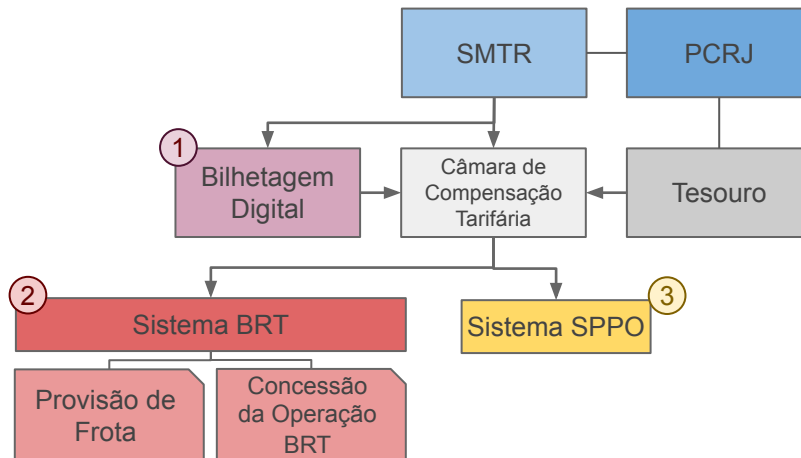 SMTR
PCRJ
1
Bilhetagem
Digital
Câmara de
Compensação
Tarifária
Tesouro
2
Sistema BRT
3
Sistema SPPO
Provisão de
Frota
Concessão
da Operação
BRT